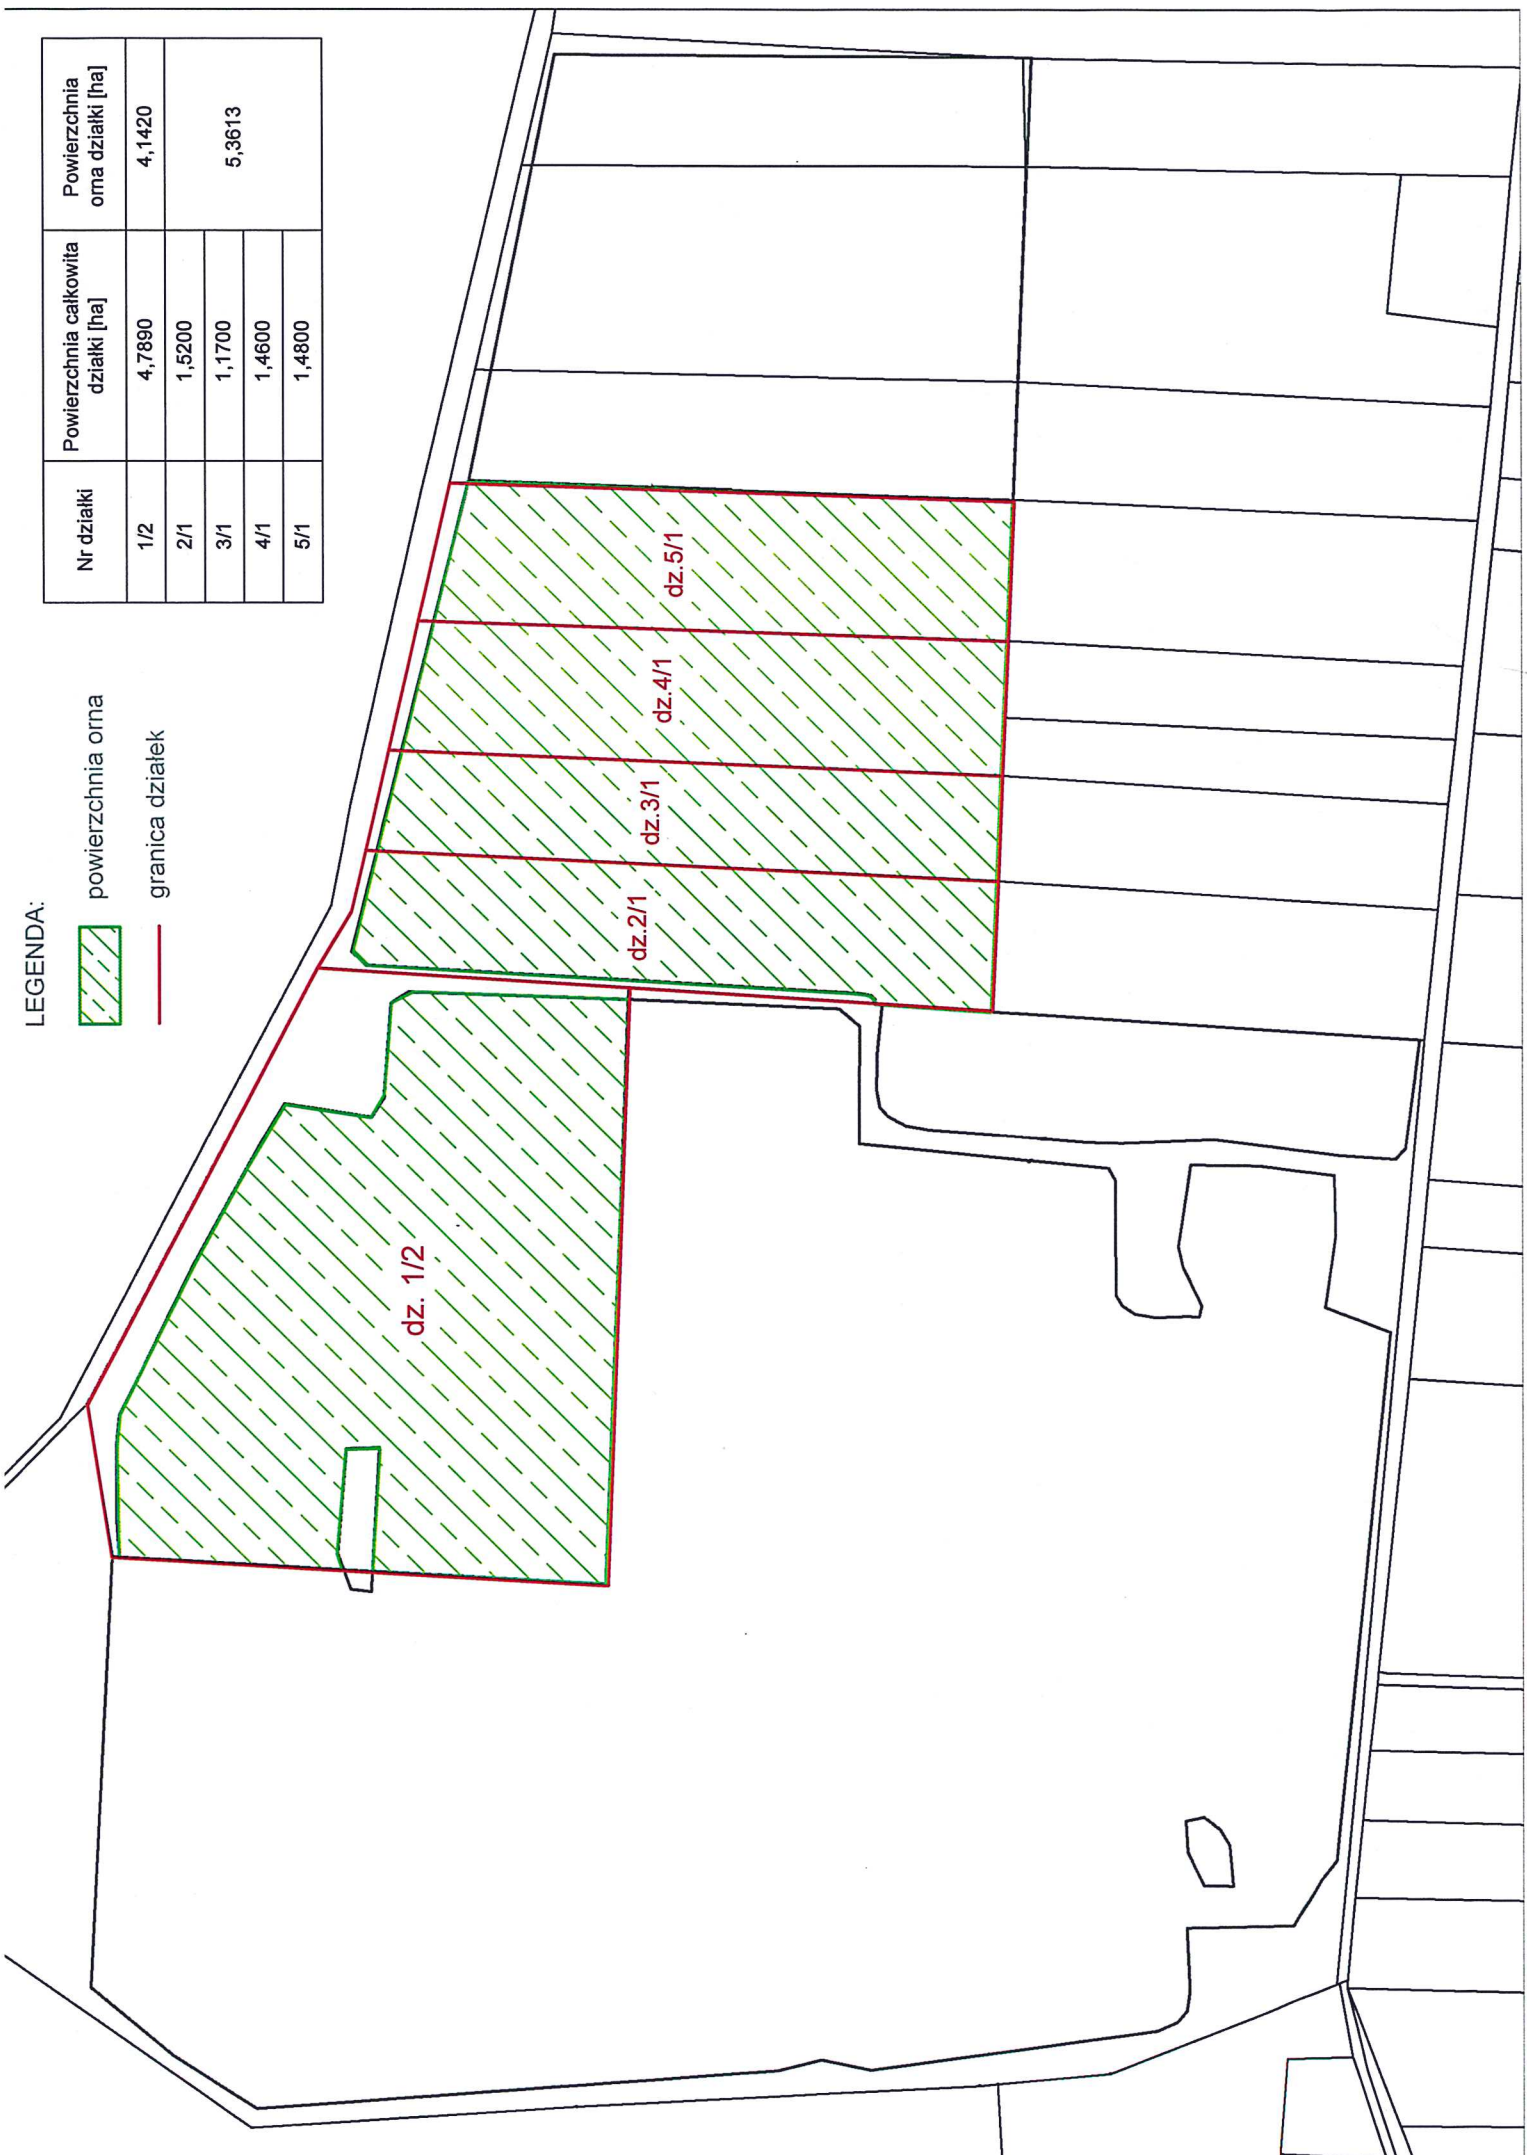 LEGENDA:
powierzchnia orna
granica działek
Nr działki
Powierzchnia całkowita
działki [ha]
Powierzchnia
orna działki [ha]
1/2
4,7890
4,1420
2/1
1,5200
5,3613
3/1
1,1700
4/1
1,4600
5/1
1,4800
dz. 1/2
dz.2/1
dz.3/1
dz.4/1
dz.5/1